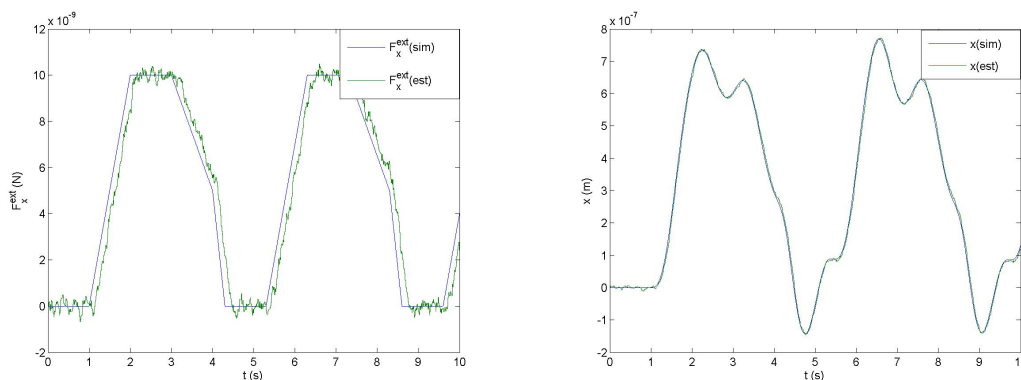 x 10^-9
12
10
8
6
4
2
0
-2
F_x^ext (N)
0 1 2 3 4 5 6 7 8 9 10
t (s)
F_x^ext(sim)
F_x^ext(est)
x 10^-7
8
7
6
5
4
3
2
1
0
-1
-2
x (m)
0 1 2 3 4 5 6 7 8 9 10
t (s)
x(sim)
x(est)